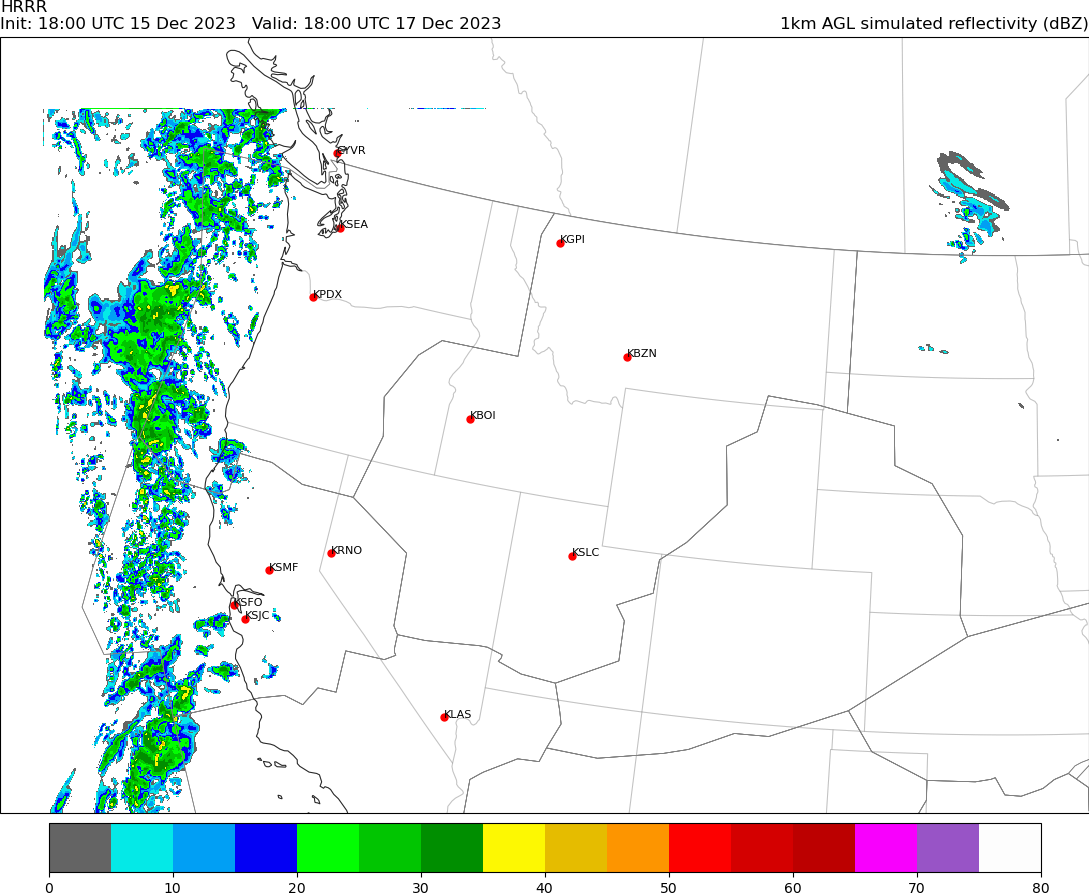 HRRR
Init: 18:00 UTC 15 Dec 2023   Valid: 18:00 UTC 17 Dec 2023
1km AGL simulated reflectivity (dBZ)
CYVR
KSEA
KGPI
KPDX
KBZN
KBOI
KRNO
KSLC
KSMF
KSFO
KSJC
KLAS
0 10 20 30 40 50 60 70 80